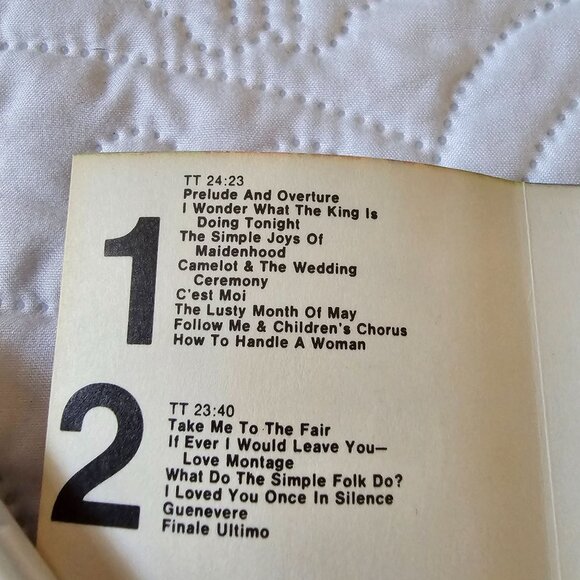 1
TT 24:23
Prelude And Overture
I Wonder What The King Is
Doing Tonight
The Simple Joys Of
Maidenhood
Camelot & The Wedding
Ceremony
C'est Moi
The Lusty Month Of May
Follow Me & Children's Chorus
How To Handle A Woman
2
TT 23:40
Take Me To The Fair
If Ever I Would Leave You—
Love Montage
What Do The Simple Folk Do?
I Loved You Once In Silence
Guenevere
Finale Ultimo